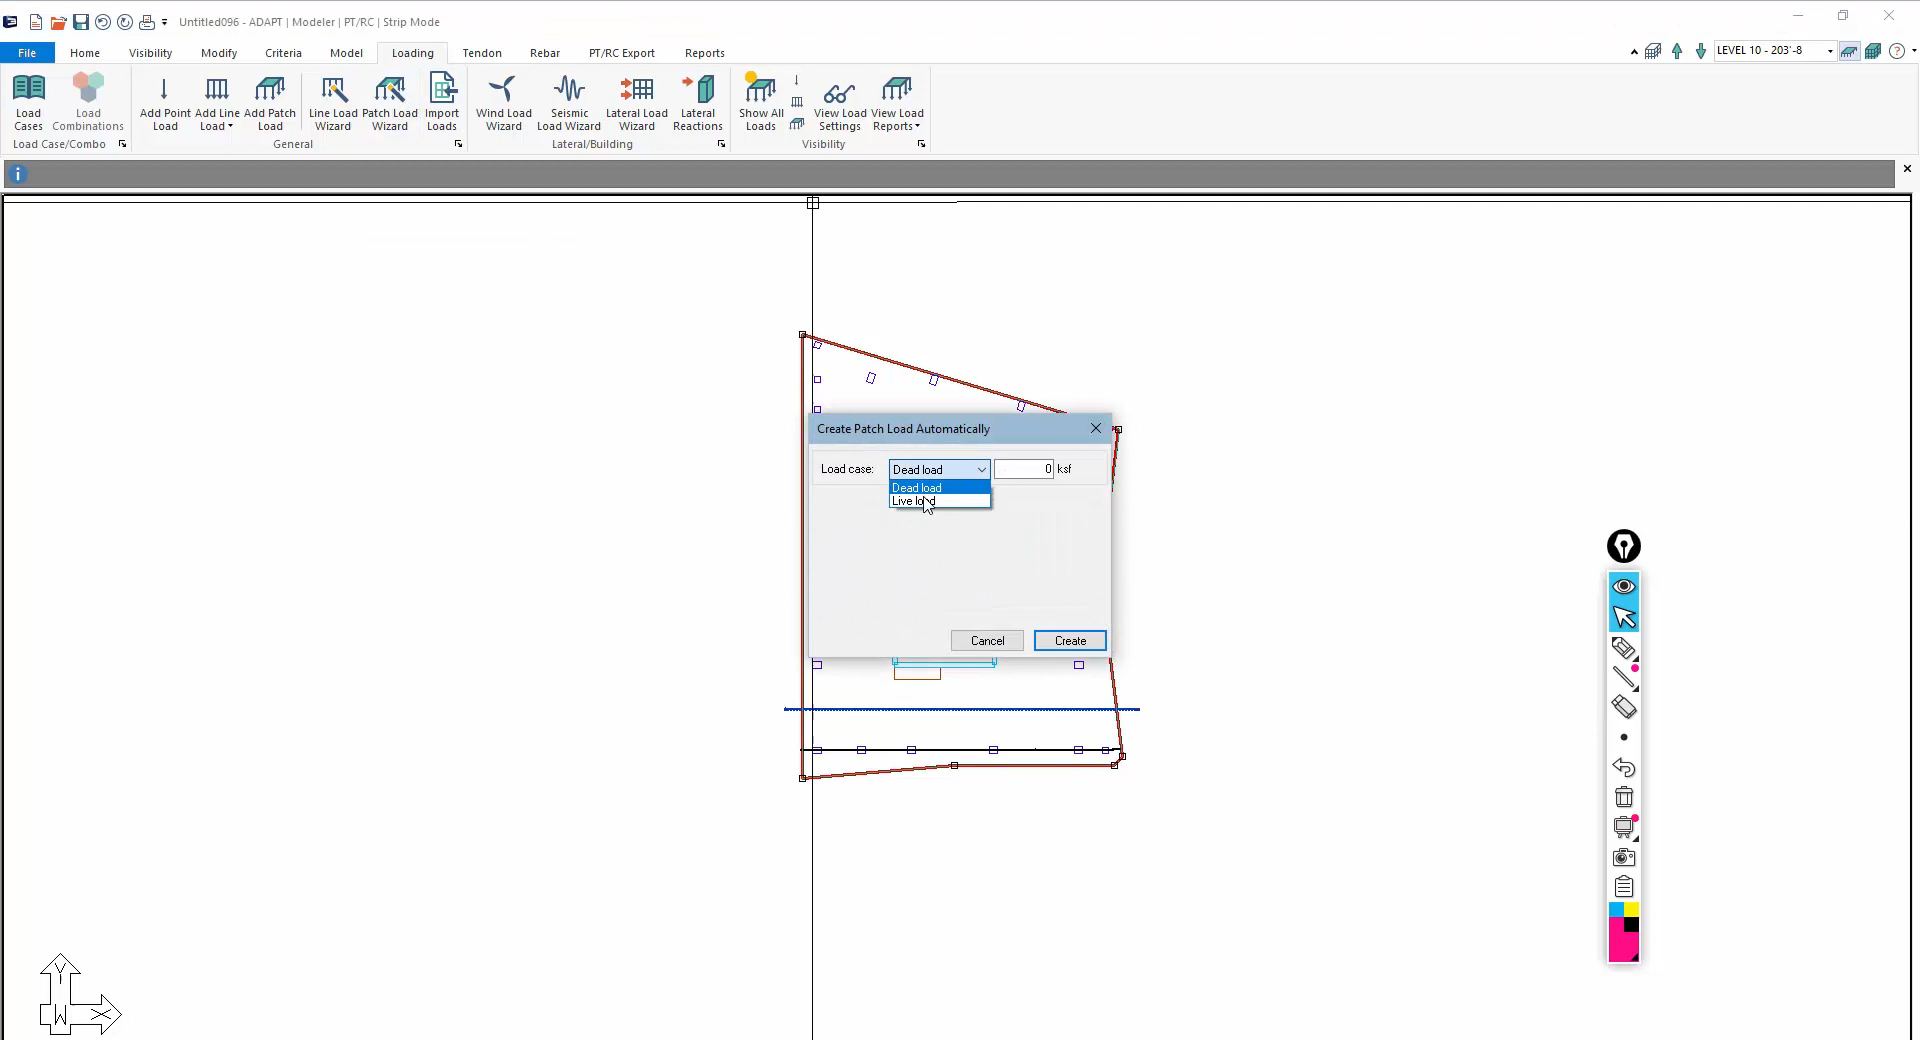 Untitled096 - ADAPT | Modeler | PT/RC | Strip Mode
File Home Visibility Modify Criteria Model Loading Tendon Rebar PT/RC Export Reports
LEVEL 10 - 203'-8
Load Cases
Load Combinations
Add Point Load
Add Line Load
Add Patch Load
Line Load Wizard
Patch Load Wizard
Import Loads
Wind Load Wizard
Seismic Load Wizard
Lateral Load Wizard
Lateral Reactions
Show All Loads
View Load Settings
View Load Reports
Load Case/Combo
General
Lateral/Building
Visibility
Create Patch Load Automatically
Load case: Dead load 0 ksf
Dead load
Live load
Cancel Create
Y
W X